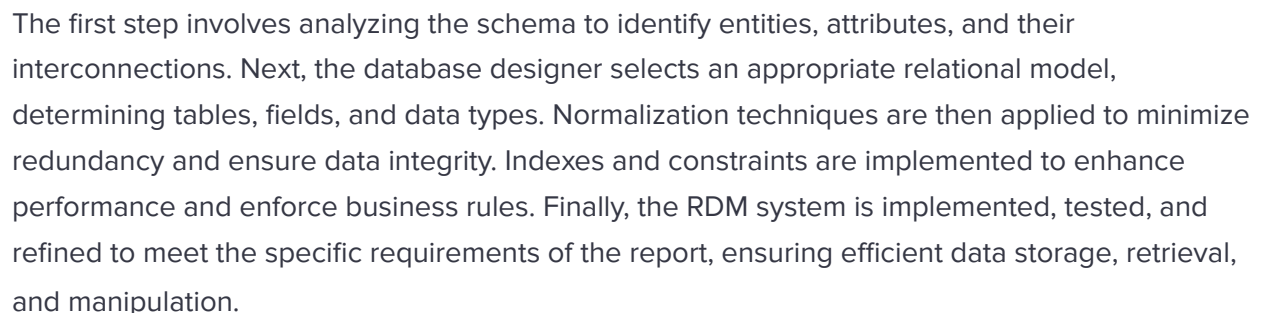 The first step involves analyzing the schema to identify entities, attributes, and their
interconnections. Next, the database designer selects an appropriate relational model,
determining tables, fields, and data types. Normalization techniques are then applied to minimize
redundancy and ensure data integrity. Indexes and constraints are implemented to enhance
performance and enforce business rules. Finally, the RDM system is implemented, tested, and
refined to meet the specific requirements of the report, ensuring efficient data storage, retrieval,
and manipulation.